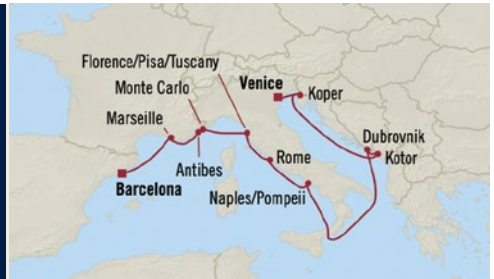 Florence/Pisa/Tuscany
Monte Carlo
Venice
Koper
Marseille
Dubrovnik
Kotor
Antibes
Rome
Barcelona
Naples/Pompeii